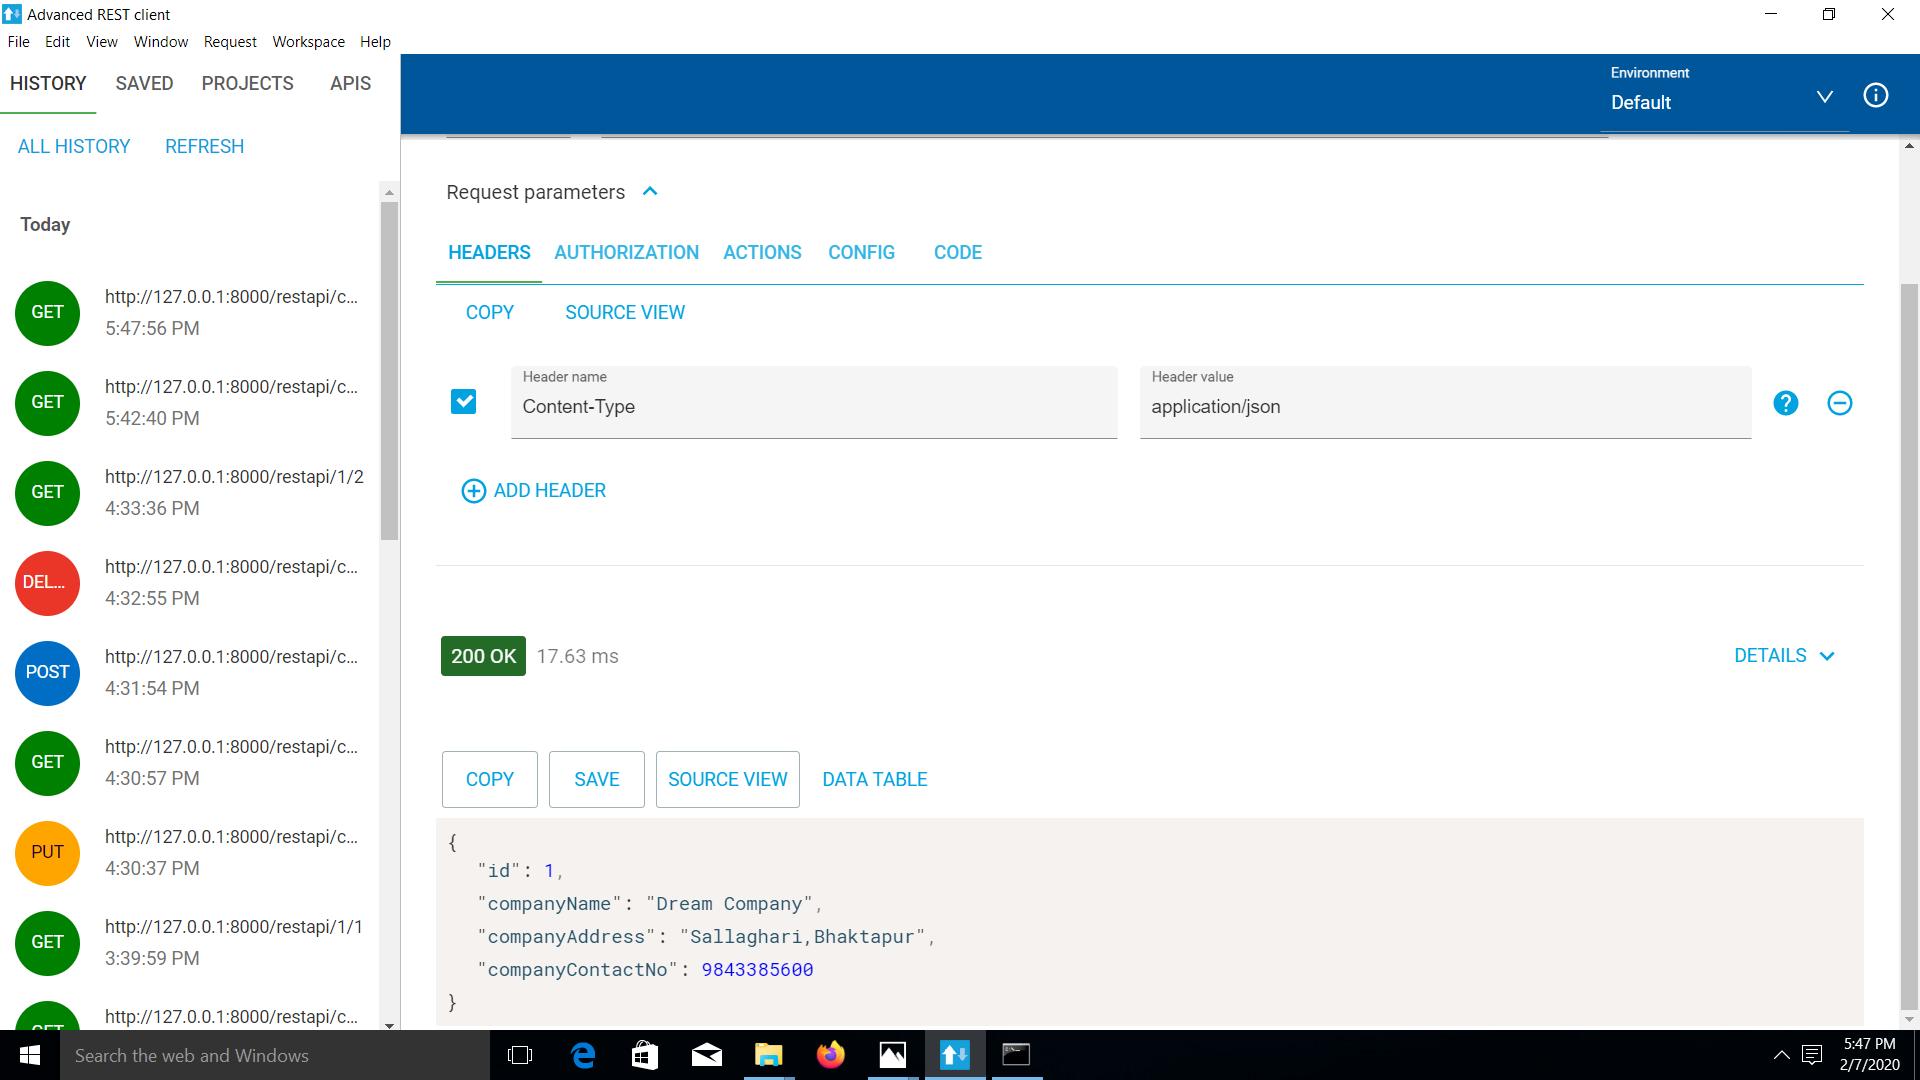 Advanced REST client
File Edit View Window Request Workspace Help
HISTORY SAVED PROJECTS APIS
Environment
Default
ALL HISTORY REFRESH
Today
GET http://127.0.0.1:8000/restapi/c...
5:47:56 PM
GET http://127.0.0.1:8000/restapi/c...
5:42:40 PM
GET http://127.0.0.1:8000/restapi/1/2
4:33:36 PM
DEL... http://127.0.0.1:8000/restapi/c...
4:32:55 PM
POST http://127.0.0.1:8000/restapi/c...
4:31:54 PM
GET http://127.0.0.1:8000/restapi/c...
4:30:57 PM
PUT http://127.0.0.1:8000/restapi/c...
4:30:37 PM
GET http://127.0.0.1:8000/restapi/1/1
3:39:59 PM
GET http://127.0.0.1:8000/restapi/c...
Request parameters
HEADERS AUTHORIZATION ACTIONS CONFIG CODE
COPY SOURCE VIEW
Header name Header value
Content-Type application/json
ADD HEADER
200 OK 17.63 ms DETAILS
COPY SAVE SOURCE VIEW DATA TABLE
{
"id": 1,
"companyName": "Dream Company",
"companyAddress": "Sallaghari,Bhaktapur",
"companyContactNo": 9843385600
}
Search the web and Windows
5:47 PM
2/7/2020